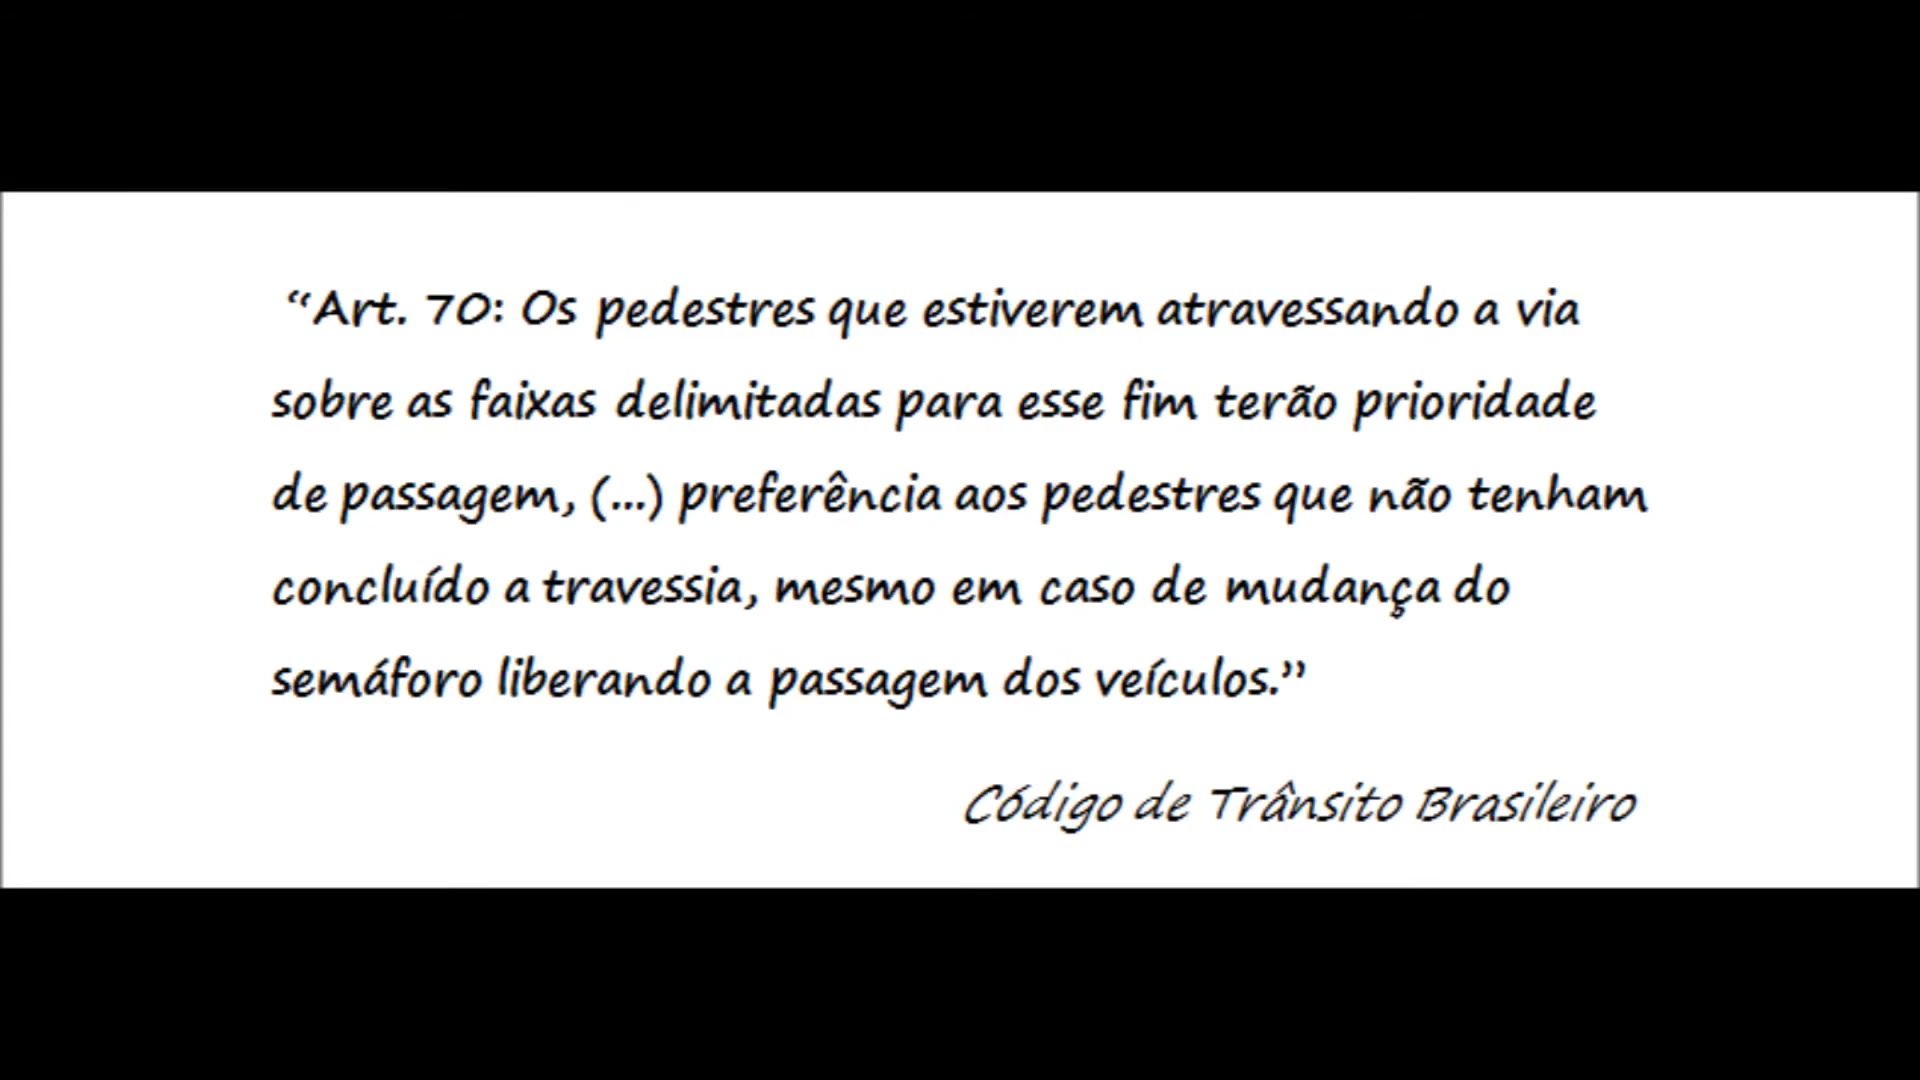 “Art. 70: Os pedestres que estiverem atravessando a via
sobre as faixas delimitadas para esse fim terão prioridade
de passagem, (...) preferência aos pedestres que não tenham
concluído a travessia, mesmo em caso de mudança do
semáforo liberando a passagem dos veículos.”
Código de Trânsito Brasileiro